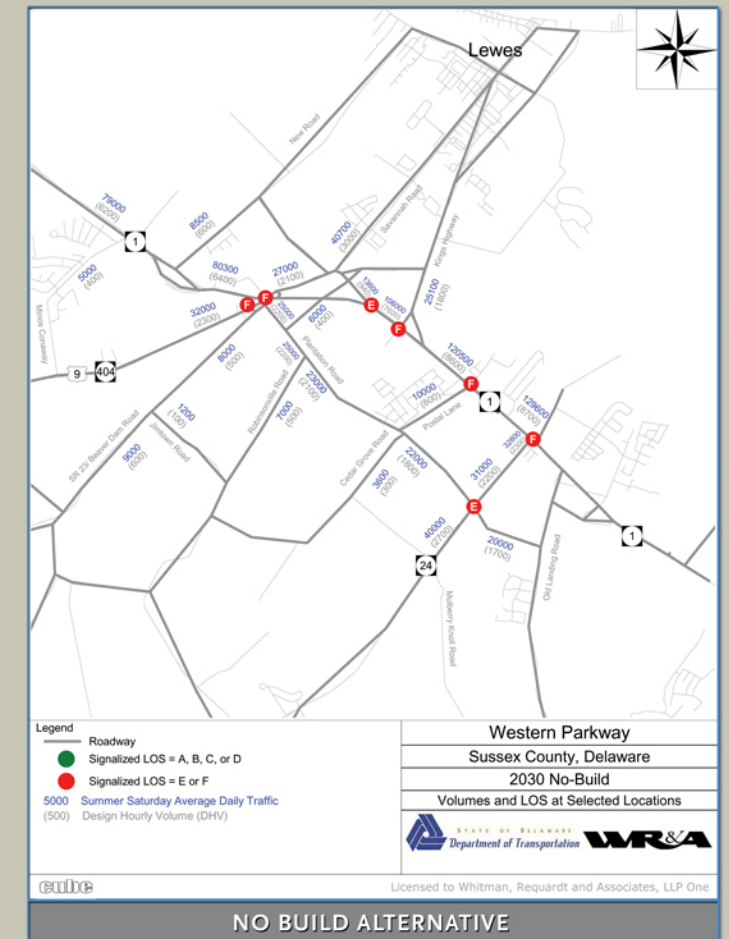 Lewes
New Road
79000
(6200)
1
8500
(600)
40700
(3000)
Savannah Road
Kings Highway
5000
(400)
80300
(6400)
27000
(2100)
25100
(1800)
Minos Conaway
32000
(2300)
F
F
25000
6000
(400)
13600
E
106000
F
9
404
8000
(500)
25000
(2200)
Plantation Road
120500
(8600)
23000
(2100)
10000
(800)
F
1
Postal Lane
129600
(8700)
1200
(100)
Jimtown Road
Robinsonville Road
7000
(500)
SR 23/ Beaver Dam Road
9000
(600)
Cedar Grove Road
22000
(1800)
F
3600
(300)
31000
(2200)
E
40000
(2700)
20000
(1700)
1
24
Old Landing Road
Mulberry Knoll Road
Legend
Roadway
Signalized LOS = A, B, C, or D
Signalized LOS = E or F
5000 Summer Saturday Average Daily Traffic
(500) Design Hourly Volume (DHV)
Western Parkway
Sussex County, Delaware
2030 No-Build
Volumes and LOS at Selected Locations
STATE OF DELAWARE
Department of Transportation
WR&A
cube
Licensed to Whitman, Requardt and Associates, LLP One
NO BUILD ALTERNATIVE